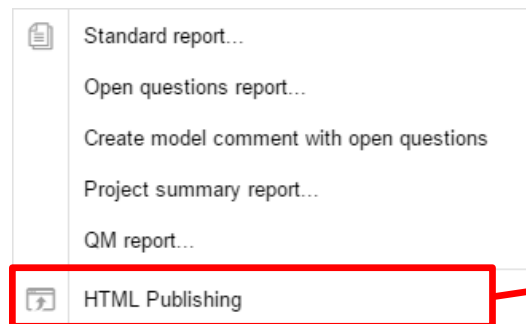 Standard report...
Open questions report...
Create model comment with open questions
Project summary report...
QM report...
HTML Publishing